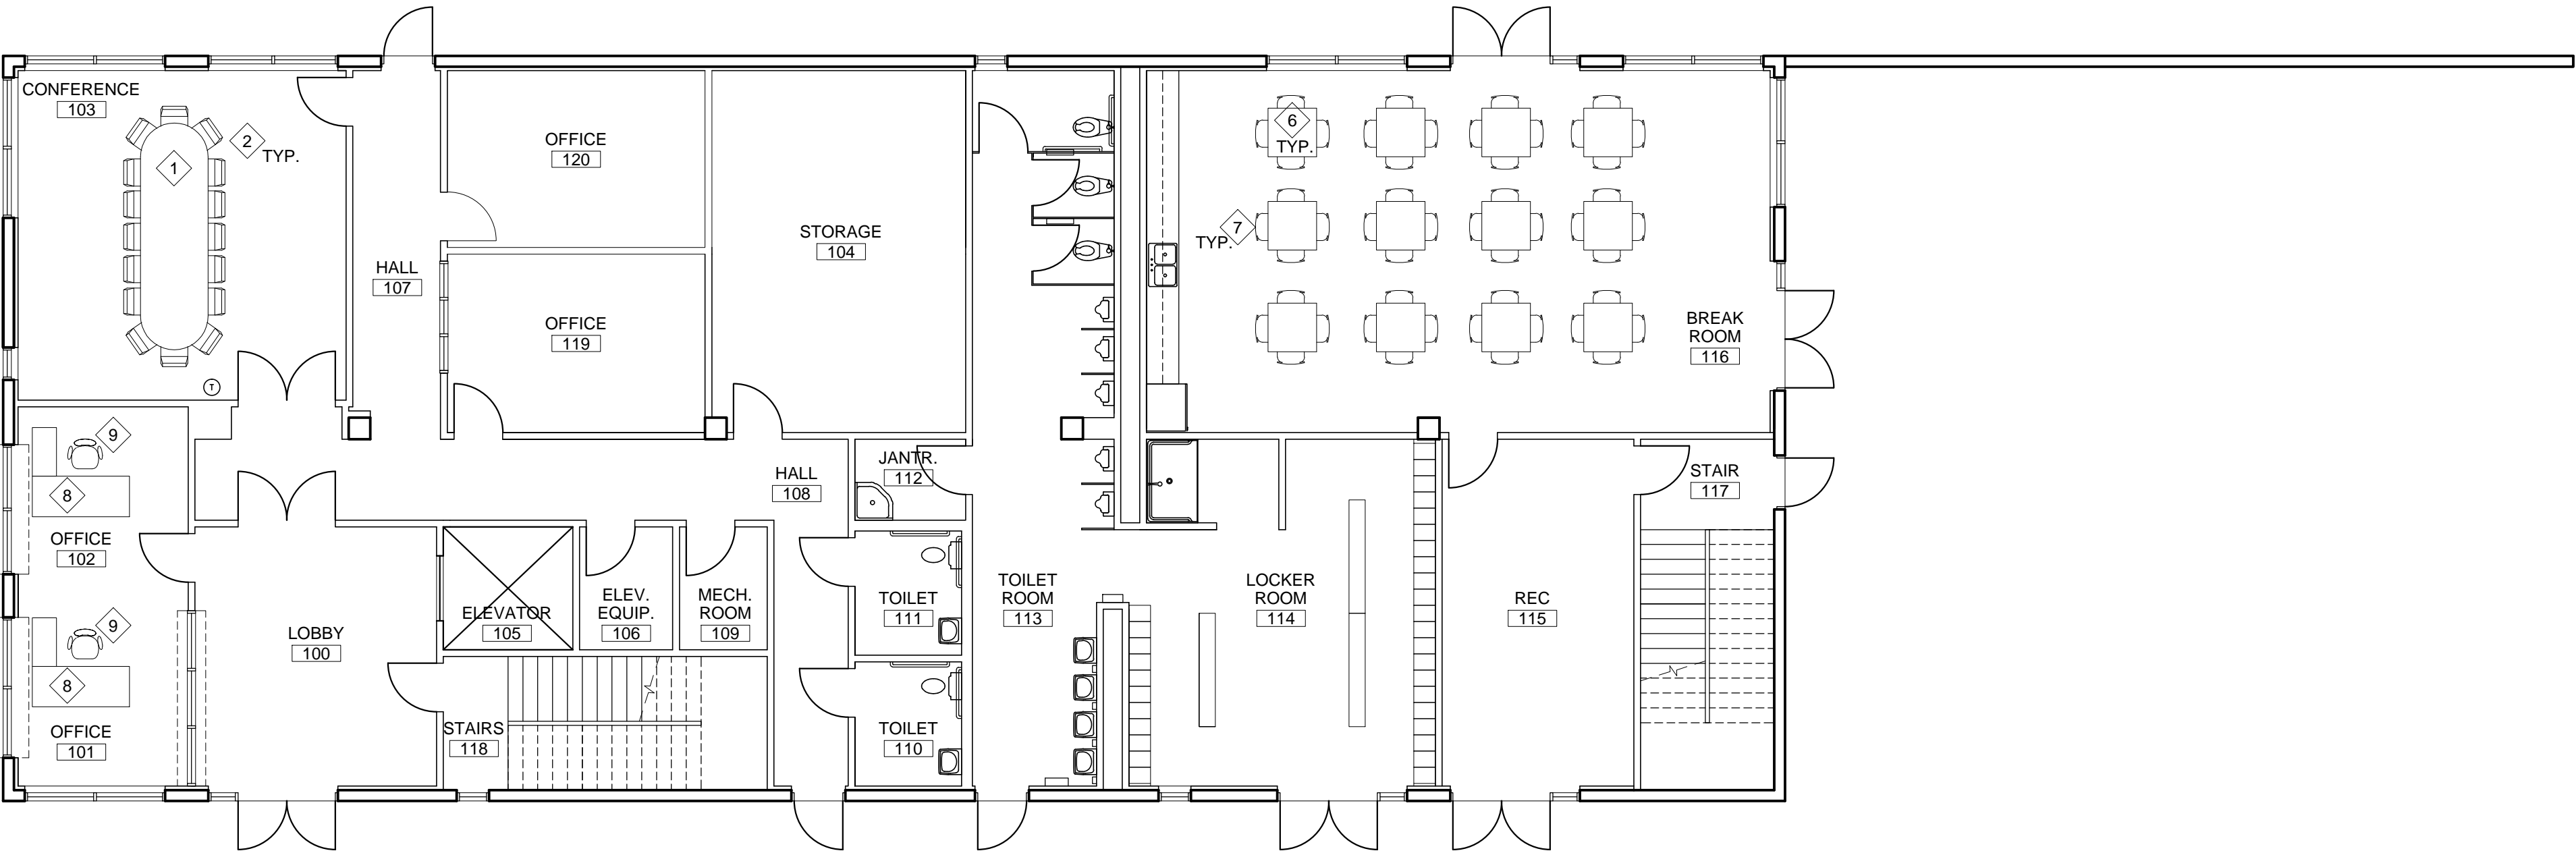 CONFERENCE
103
1
2
TYP.
HALL
107
OFFICE
120
OFFICE
119
STORAGE
104
6
TYP.
7
TYP.
BREAK
ROOM
116
T
9
8
OFFICE
102
9
8
OFFICE
101
LOBBY
100
ELEVATOR
105
ELEV.
EQUIP.
106
MECH.
ROOM
109
STAIRS
118
HALL
108
JANTR.
112
TOILET
111
TOILET
110
TOILET
ROOM
113
LOCKER
ROOM
114
REC
115
STAIR
117